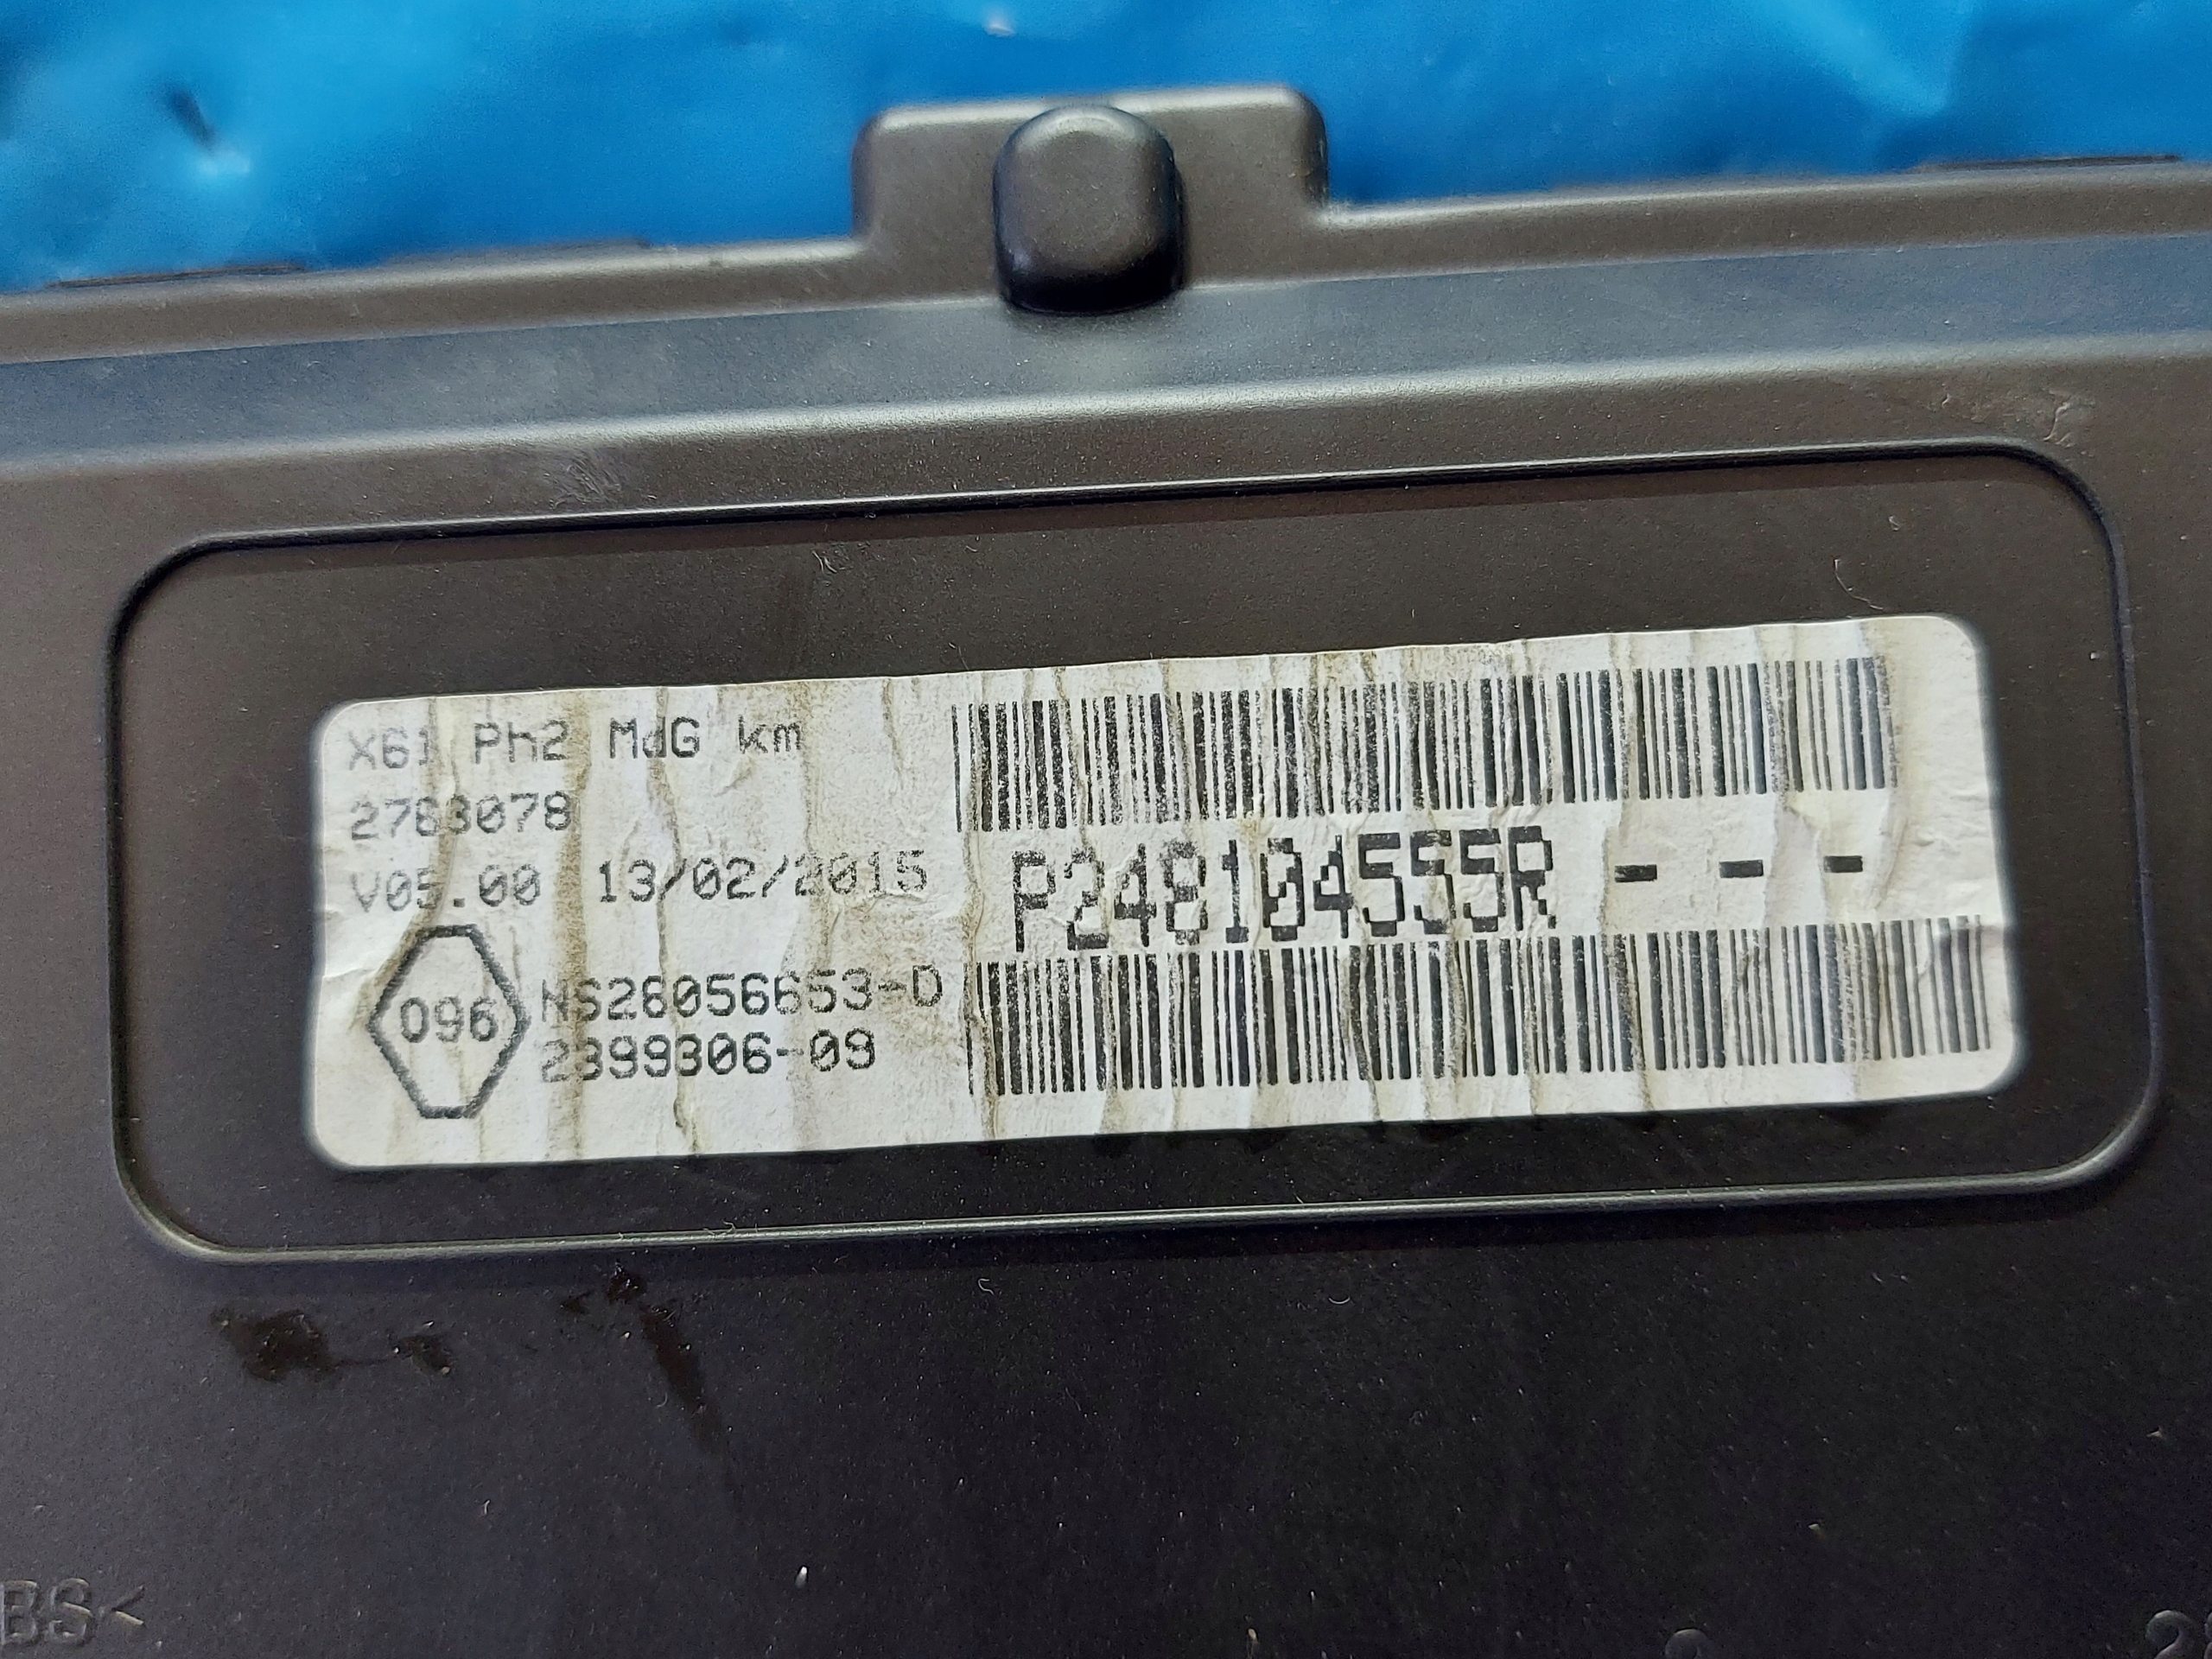 X61 Ph2 MdG km
2763078
V05.00 13/02/2015
096
NS28056653-D
2399306-09
P248104555R - - -
BS<